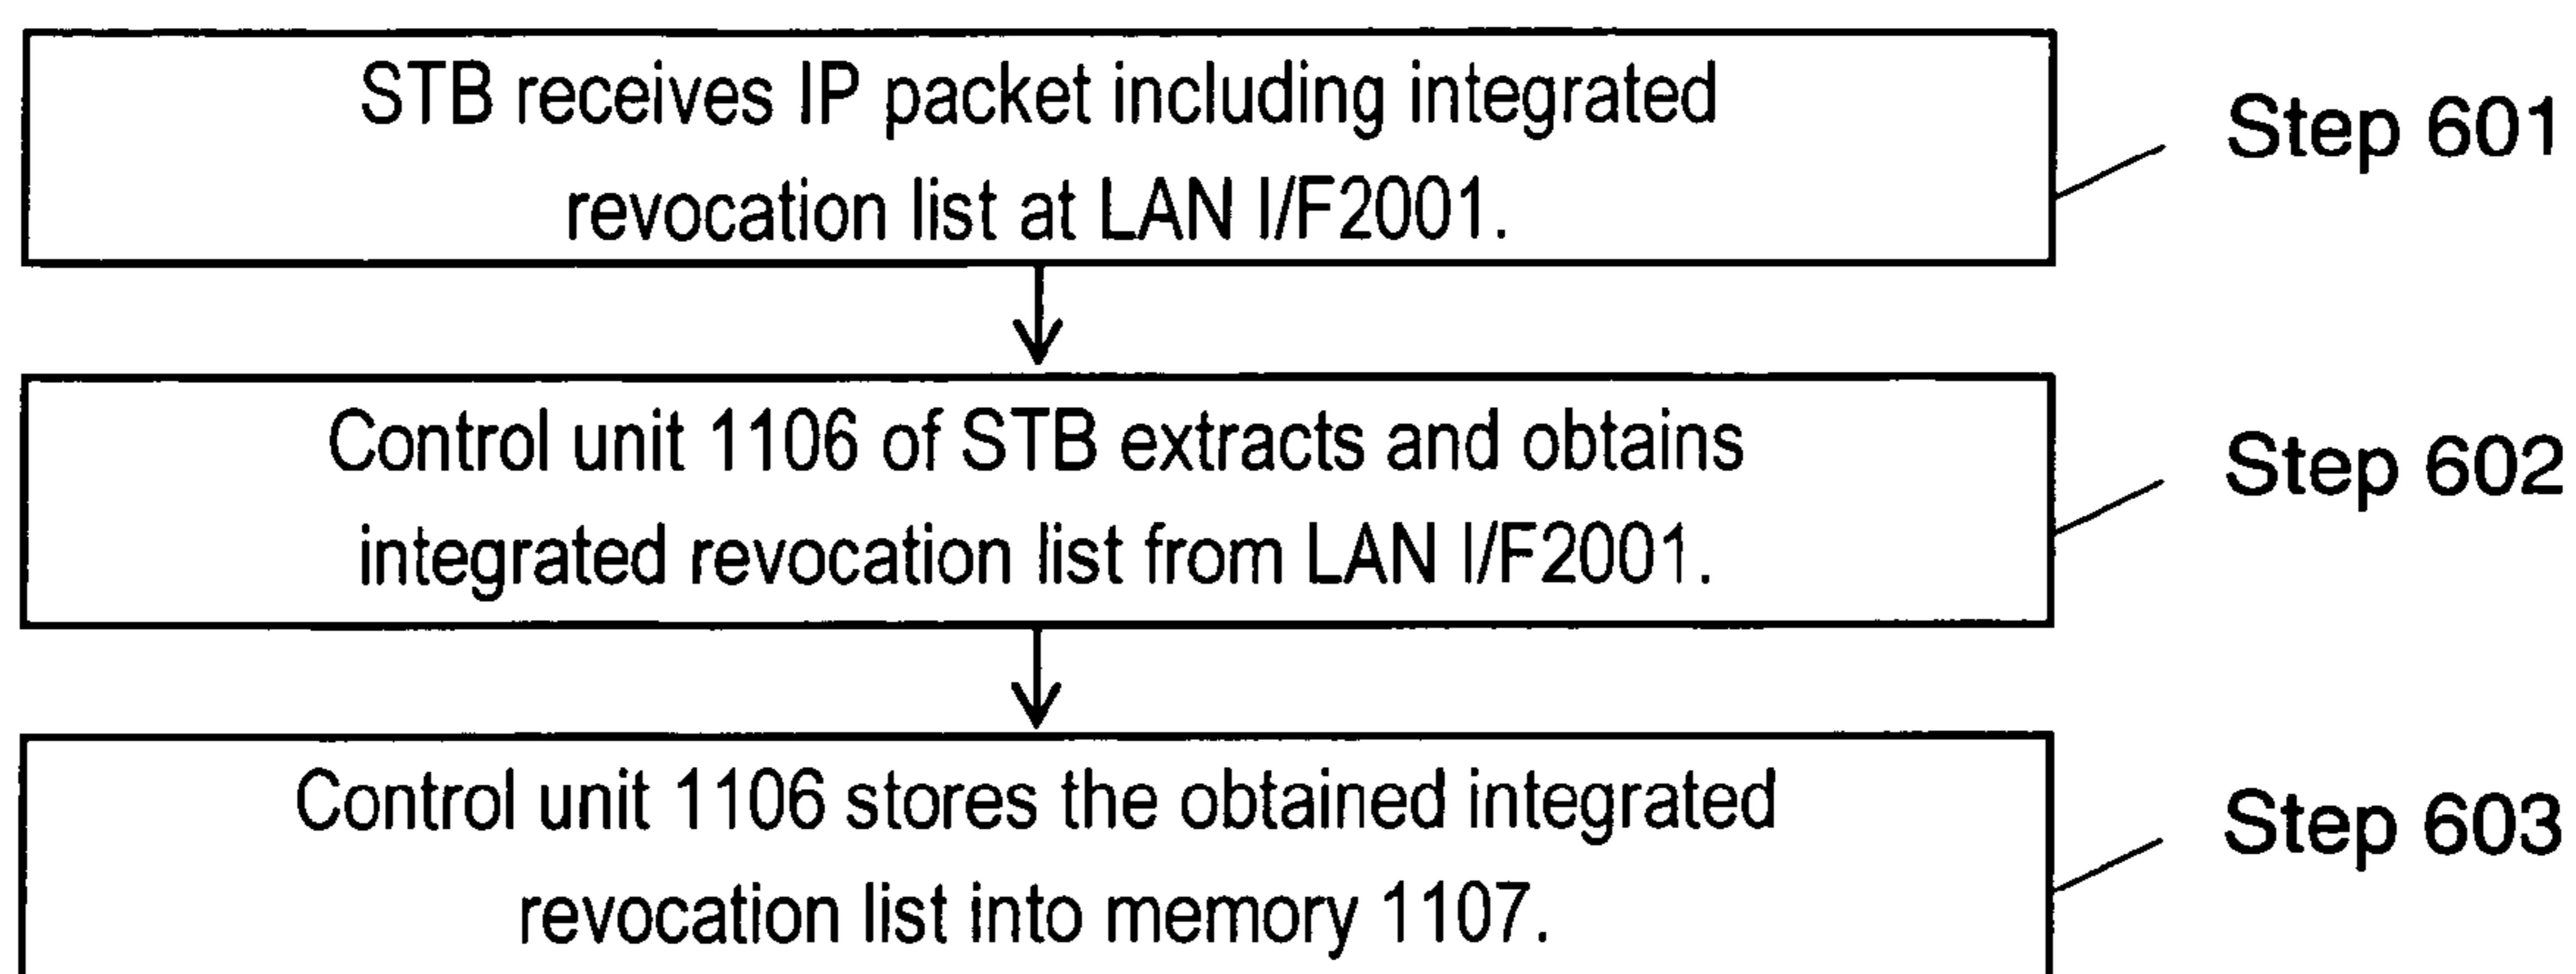 STB receives IP packet including integrated
revocation list at LAN I/F2001.
Step 601
Control unit 1106 of STB extracts and obtains
integrated revocation list from LAN I/F2001.
Step 602
Control unit 1106 stores the obtained integrated
revocation list into memory 1107.
Step 603